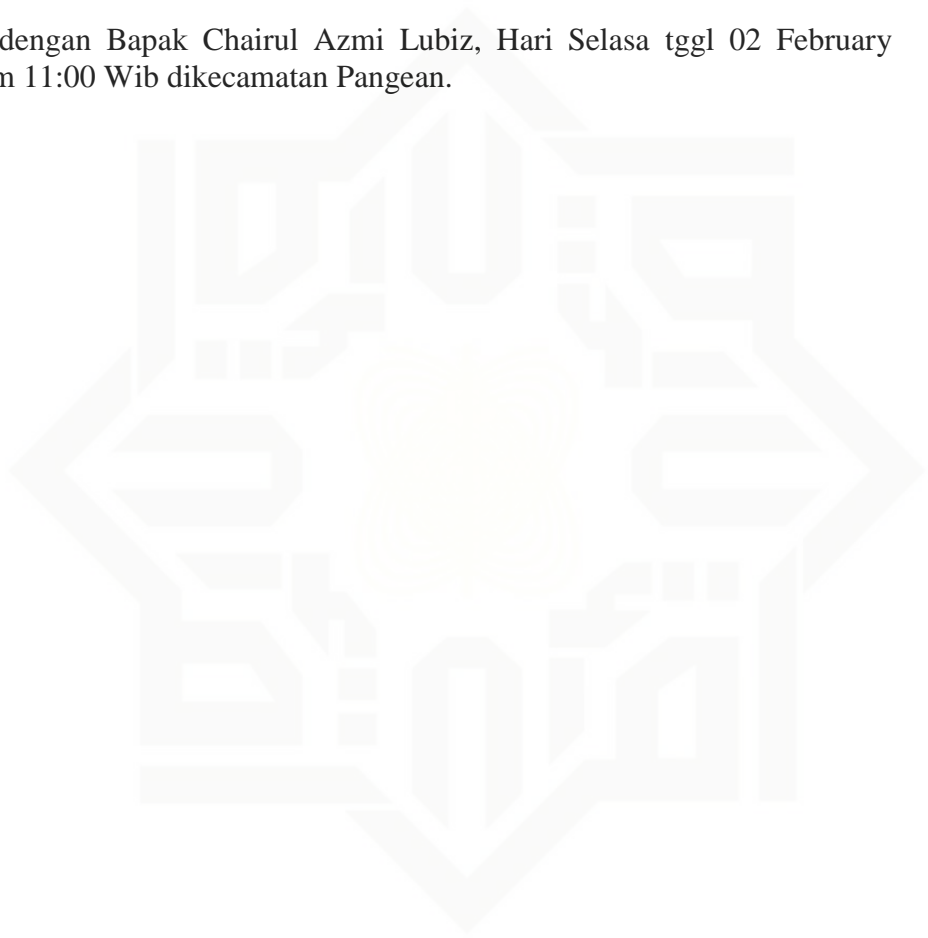 dengan Bapak Chairul Azmi Lubiz, Hari Selasa tggl 02 February
11:00 Wib dikecamatan Pangean.